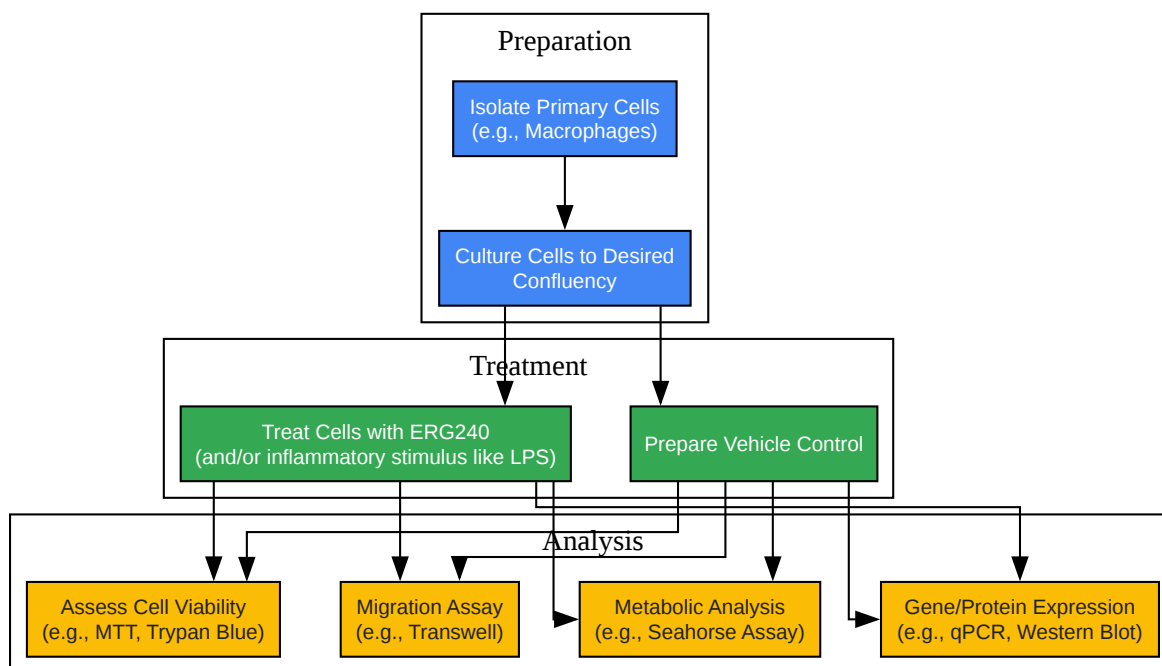 Preparation
Isolate Primary Cells
(e.g., Macrophages)
Culture Cells to Desired
Confluency
Treatment
Treat Cells with ERG240
(and/or inflammatory stimulus like LPS)
Prepare Vehicle Control
Analysis
Assess Cell Viability
(e.g., MTT, Trypan Blue)
Migration Assay
(e.g., Transwell)
Metabolic Analysis
(e.g., Seahorse Assay)
Gene/Protein Expression
(e.g., qPCR, Western Blot)